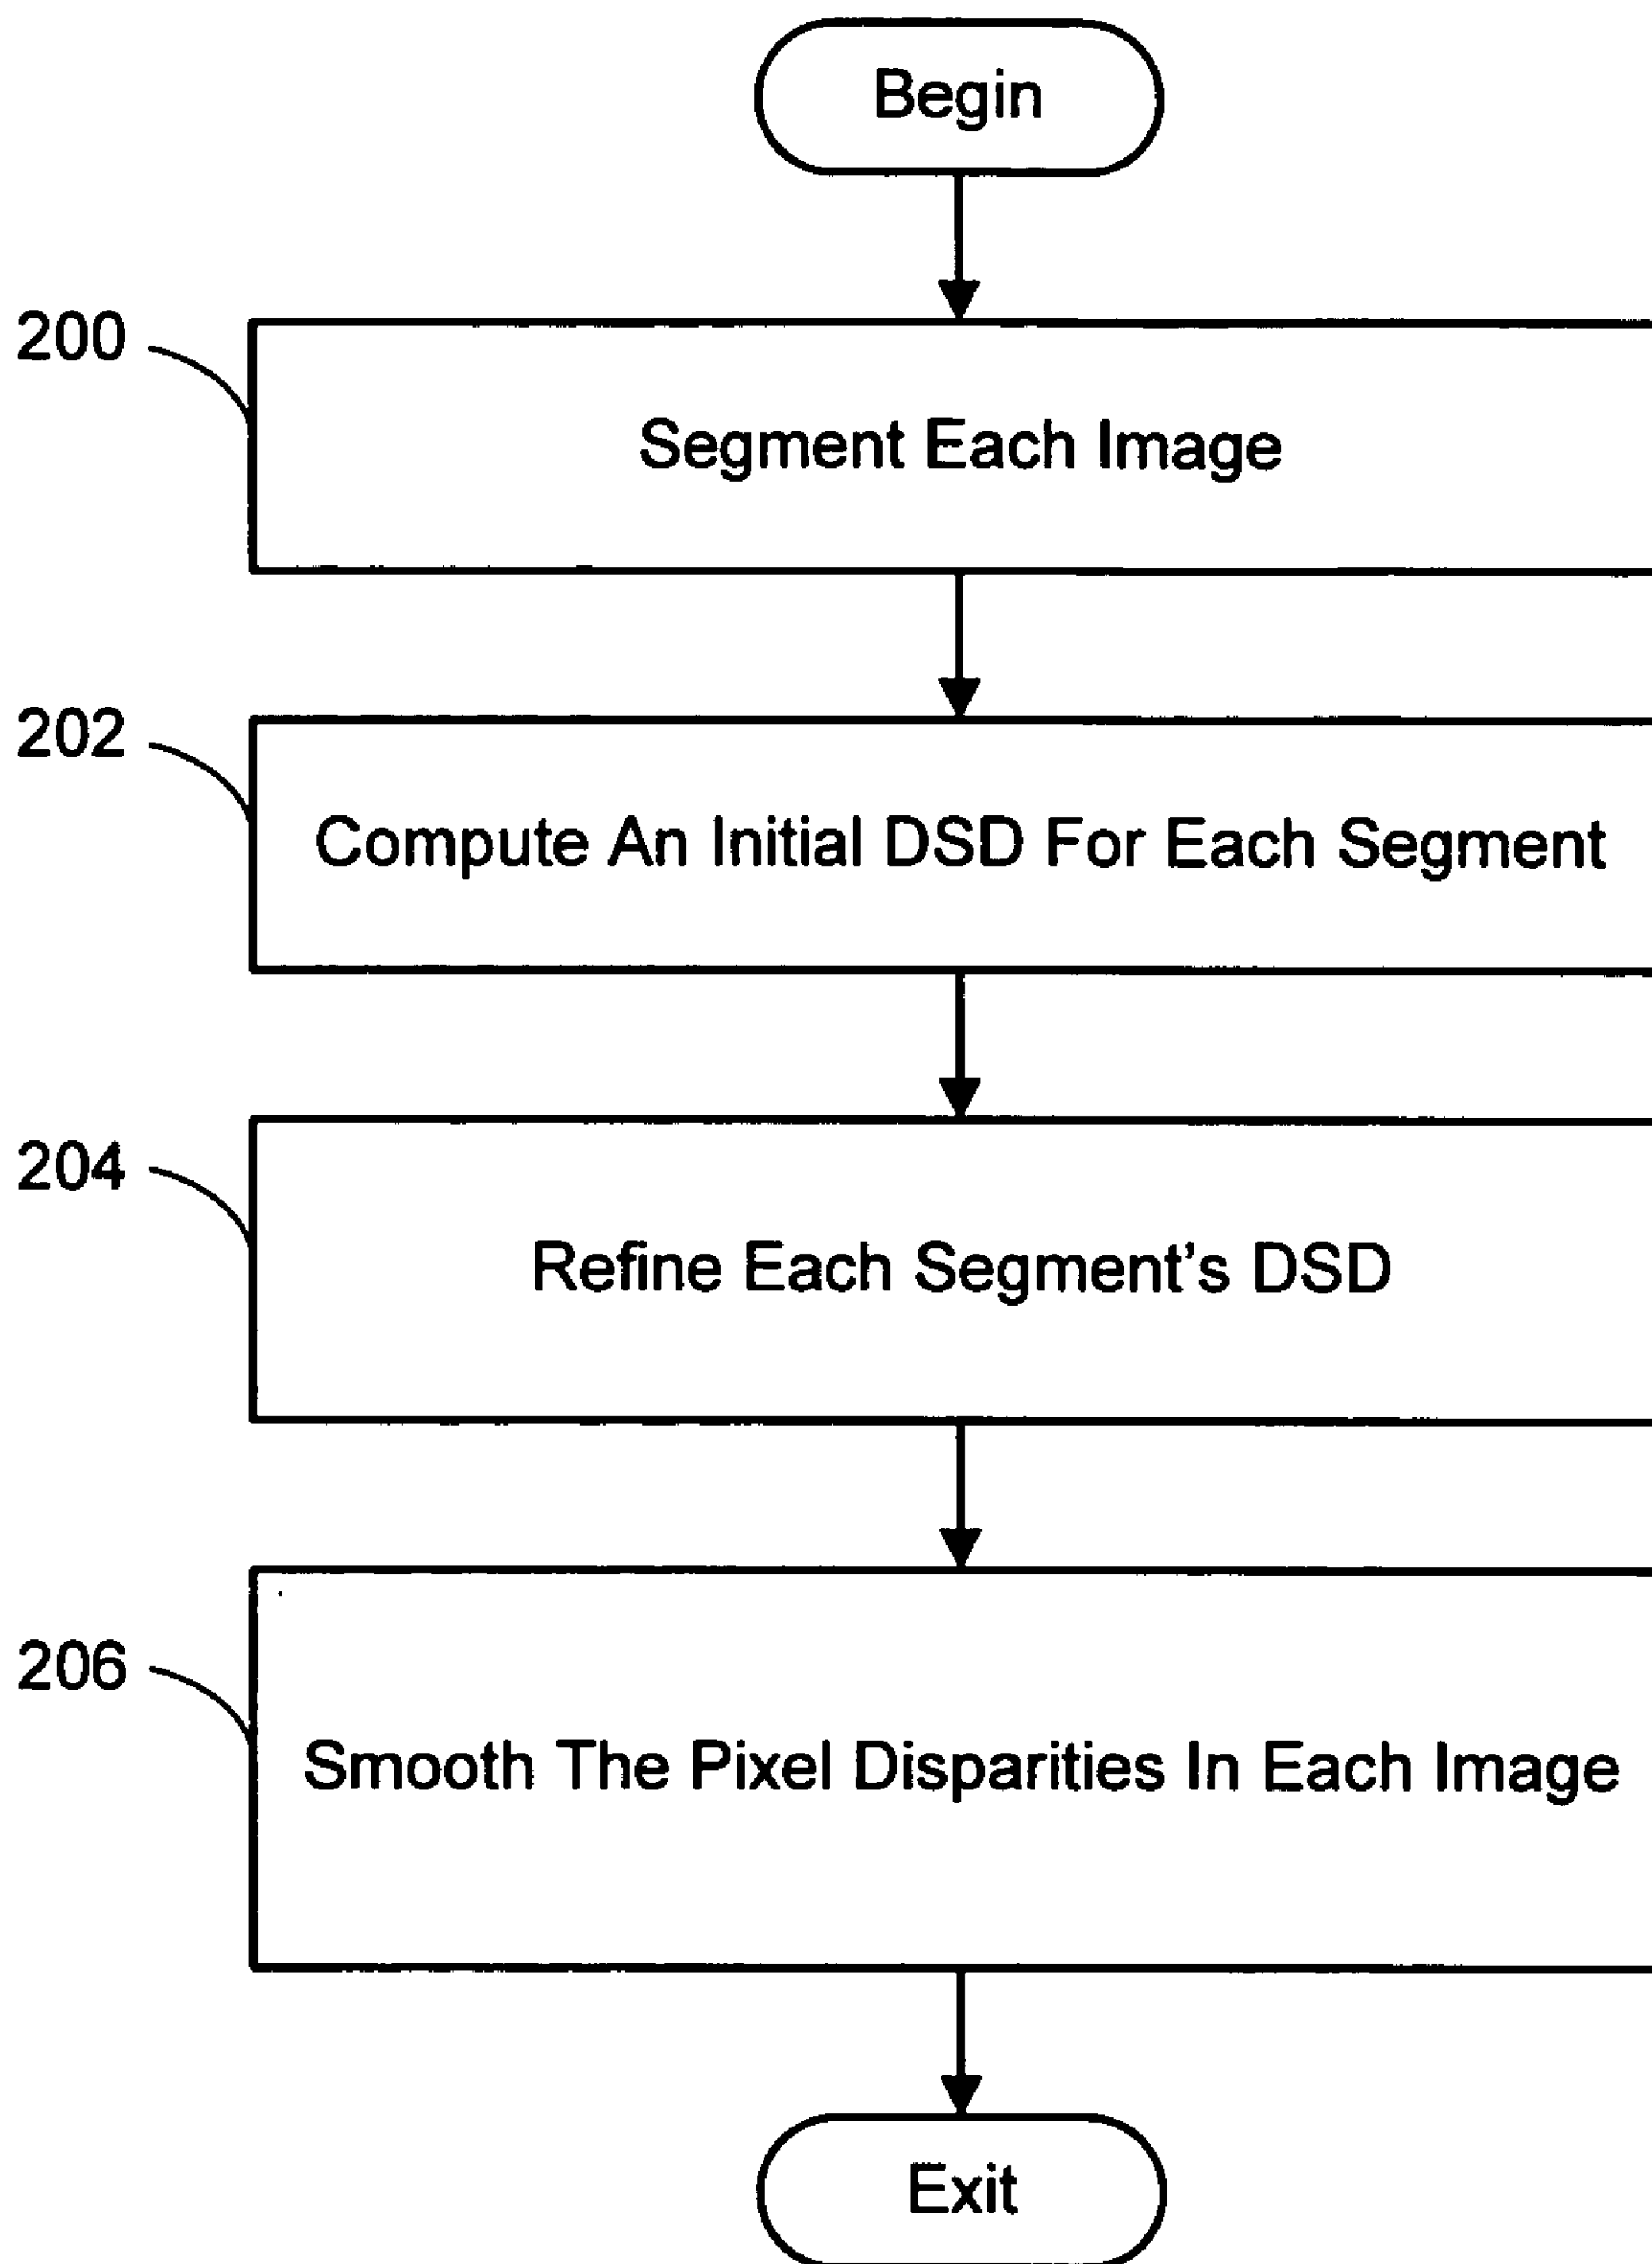 Begin
200
Segment Each Image
202
Compute An Initial DSD For Each Segment
204
Refine Each Segment's DSD
206
Smooth The Pixel Disparities In Each Image
Exit